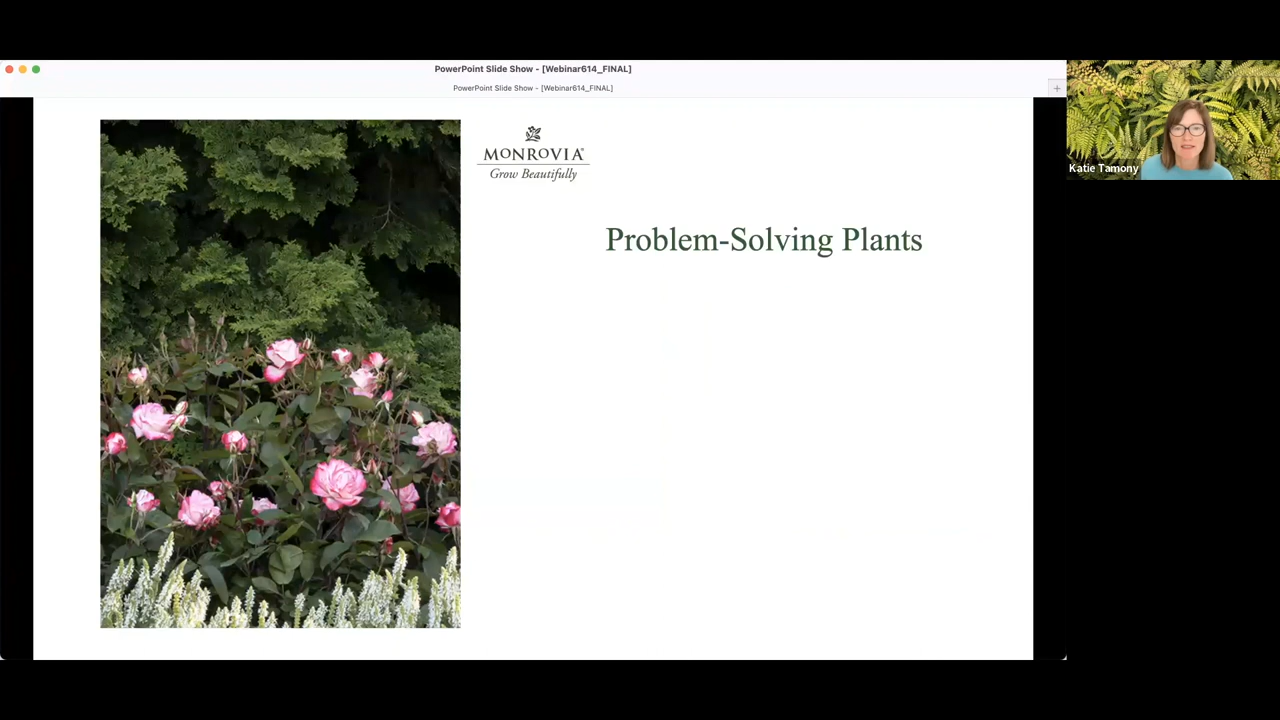 PowerPoint Slide Show - [Webinar614_FINAL]
PowerPoint Slide Show - [Webinar614_FINAL]
+
MONROVIA®
Grow Beautifully
Katie Tamony
Problem-Solving Plants